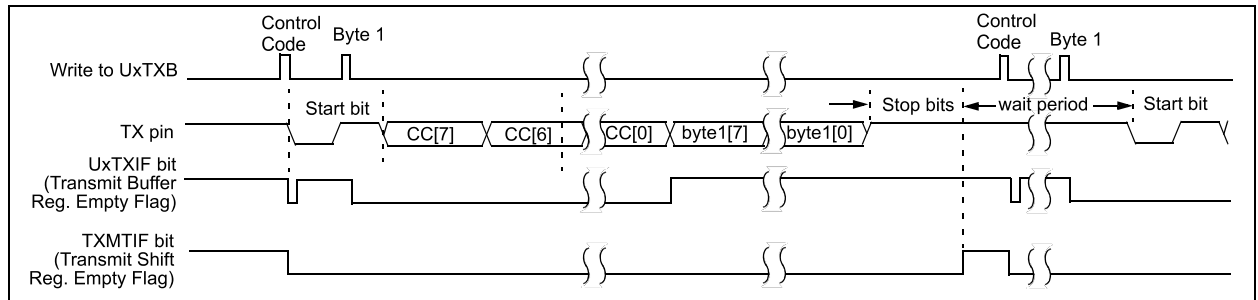 Control
Code
Byte 1
Control
Code
Byte 1
Write to UxTXB
Start bit
Stop bits
wait period
Start bit
TX pin
CC[7]
CC[6]
CC[0]
byte1[7]
byte1[0]
UxTXIF bit
(Transmit Buffer
Reg. Empty Flag)
TXMTIF bit
(Transmit Shift
Reg. Empty Flag)